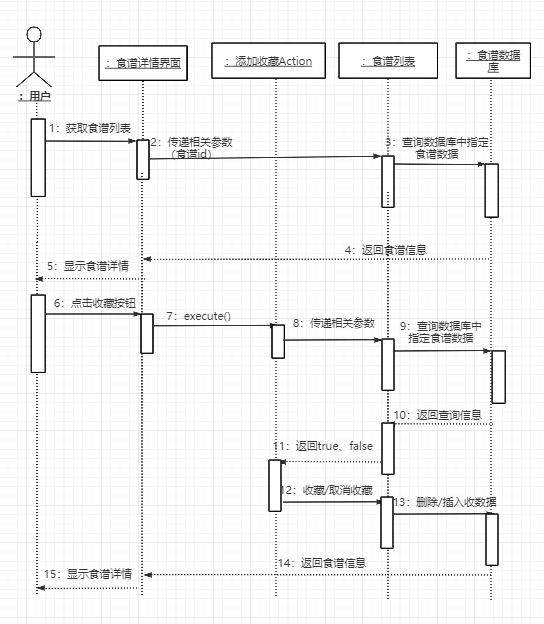 ：食谱详情界面
：添加收藏Action
：食谱列表
：食谱数据
库
：用户
1：获取食谱列表
2：传递相关参数
（食谱id）
3：查询数据库中指定
食谱数据
4：返回食谱信息
5：显示食谱详情
6：点击收藏按钮
7：execute()
8：传递相关参数
9：查询数据库中
指定食谱数据
10：返回查询信息
11：返回true、false
12：收藏/取消收藏
13：删除/插入收数据
14：返回食谱信息
15：显示食谱详情